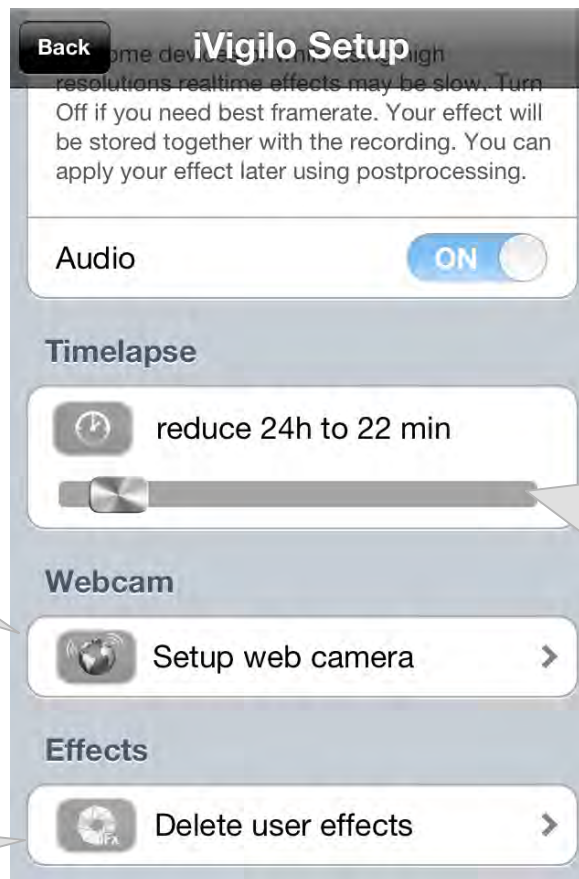 Back
iVigilo Setup
resolutions realtime effects may be slow. Turn
Off if you need best framerate. Your effect will
be stored together with the recording. You can
apply your effect later using postprocessing.
Audio
ON
Timelapse
reduce 24h to 22 min
Webcam
Setup web camera
Effects
Fx
Delete user effects